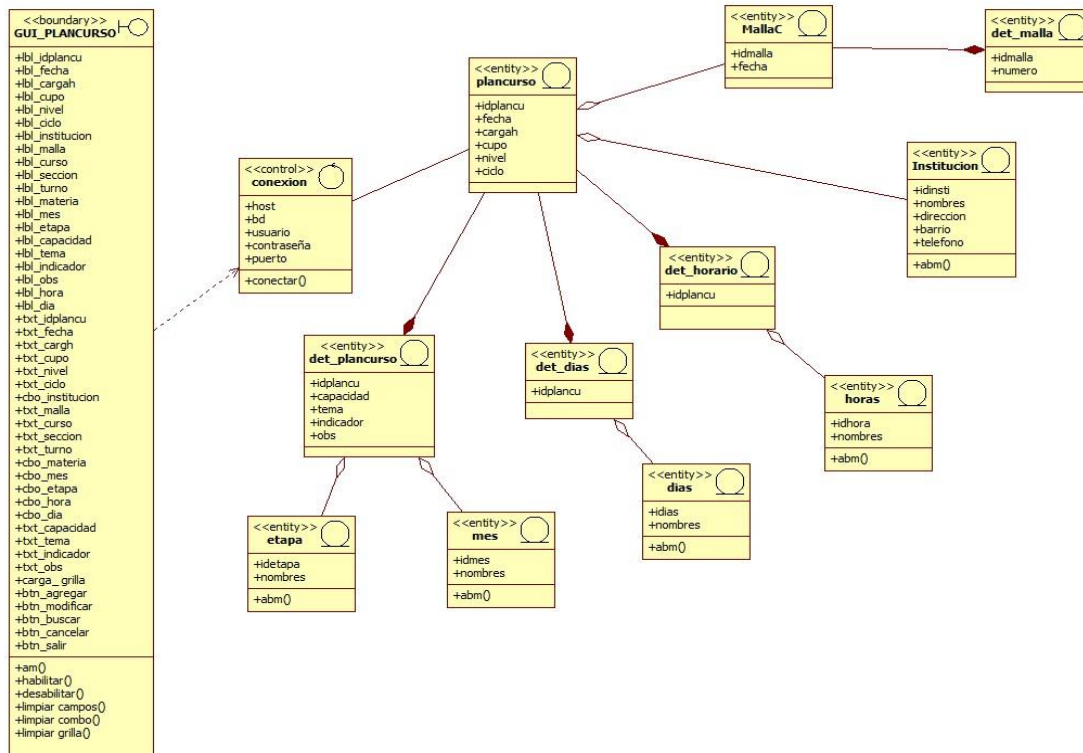 <<boundary>>
GUI_PLANCURSO
+lbl_idplancu
+lbl_fecha
+lbl_cargah
+lbl_cupo
+lbl_nivel
+lbl_ciclo
+lbl_institucion
+lbl_malla
+lbl_curso
+lbl_seccion
+lbl_turno
+lbl_materia
+lbl_mes
+lbl_etapa
+lbl_capacidad
+lbl_tema
+lbl_indicador
+lbl_obs
+lbl_hora
+lbl_dia
+txt_idplancu
+txt_fecha
+txt_cargh
+txt_cupo
+txt_nivel
+txt_ciclo
+cbo_institucion
+txt_malla
+txt_curso
+txt_seccion
+txt_turno
+cbo_materia
+cbo_mes
+cbo_etapa
+cbo_hora
+cbo_dia
+txt_capacidad
+txt_tema
+txt_indicador
+txt_obs
+carga_ grilla
+btn_agregar
+btn_modificar
+btn_buscar
+btn_cancelar
+btn_salir
+am()
+habilitar()
+desabilitar()
+limpiar campos()
+limpiar combo()
+limpiar grilla()
<<control>>
conexion
+host
+bd
+usuario
+contraseña
+puerto
+conectar()
<<entity>>
plancurso
+idplancu
+fecha
+cargah
+cupo
+nivel
+ciclo
<<entity>>
MallaC
+idmalla
+fecha
<<entity>>
det_malla
+idmalla
+numero
<<entity>>
Institucion
+idinsti
+nombres
+direccion
+barrio
+telefono
+abm()
<<entity>>
det_horario
+idplancu
<<entity>>
horas
+idhora
+nombres
+abm()
<<entity>>
det_plancurso
+idplancu
+capacidad
+tema
+indicador
+obs
<<entity>>
det_dias
+idplancu
<<entity>>
dias
+idias
+nombres
+abm()
<<entity>>
etapa
+idetapa
+nombres
+abm()
<<entity>>
mes
+idmes
+nombres
+abm()